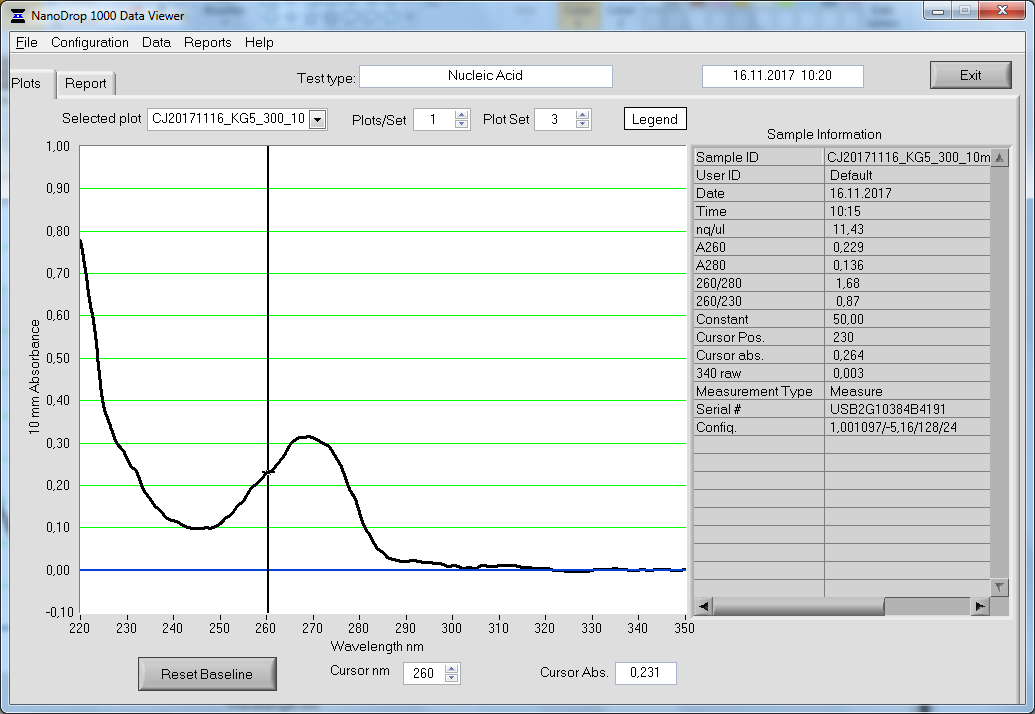 NanoDrop 1000 Data Viewer
File Configuration Data Reports Help
Plots Report Test type: Nucleic Acid 16.11.2017 10:20 Exit
Selected plot CJ20171116_KG5_300_10 Plots/Set 1 Plot Set 3 Legend
Sample Information
Sample ID CJ20171116_KG5_300_10m
User ID Default
Date 16.11.2017
Time 10:15
ng/ul 11,43
A260 0,229
A280 0,136
260/280 1,68
260/230 0,87
Constant 50,00
Cursor Pos. 230
Cursor abs. 0,264
340 raw 0,003
Measurement Type Measure
Serial # USB2G10384B4191
Config. 1,001097/-5,16/128/24
10 mm Absorbance
1,00
0,90
0,80
0,70
0,60
0,50
0,40
0,30
0,20
0,10
0,00
-0,10
220 230 240 250 260 270 280 290 300 310 320 330 340 350
Wavelength nm
Reset Baseline Cursor nm 260 Cursor Abs. 0,231